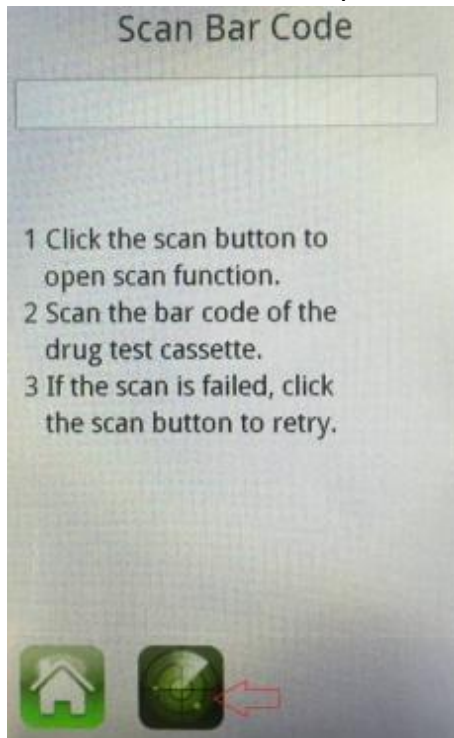 Scan Bar Code
1 Click the scan button to
open scan function.
2 Scan the bar code of the
drug test cassette.
3 If the scan is failed, click
the scan button to retry.